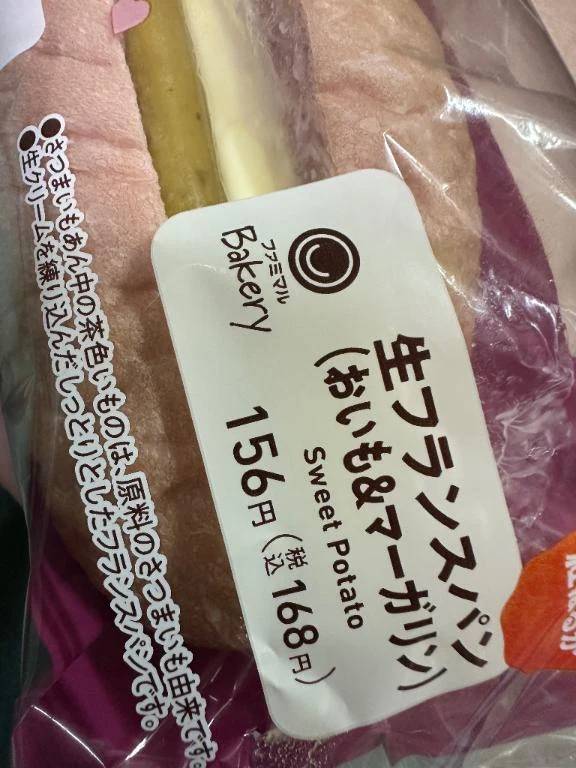 ファミマル
Bakery
生フランスパン
(おいも&マーガリン)
Sweet Potato
156円(税込168円)
●さつまいもあん中の茶色いものは、原料のさつまいも由来です。
●生クリームを練り込んだしっとりとしたフランスパンです。